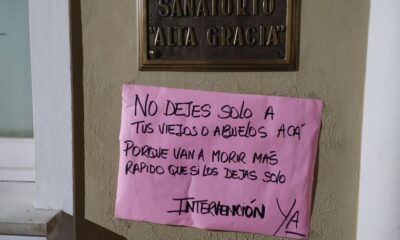 SANATORIO
"ALTA GRACIA"
NO DEJES SOLO A
TUS VIEJOS O ABUELOS ACÁ
PORQUE VAN A MORIR MÁS
RAPIDO QUE SI LOS DEJAS SOLO
INTERVENCIÓN YA